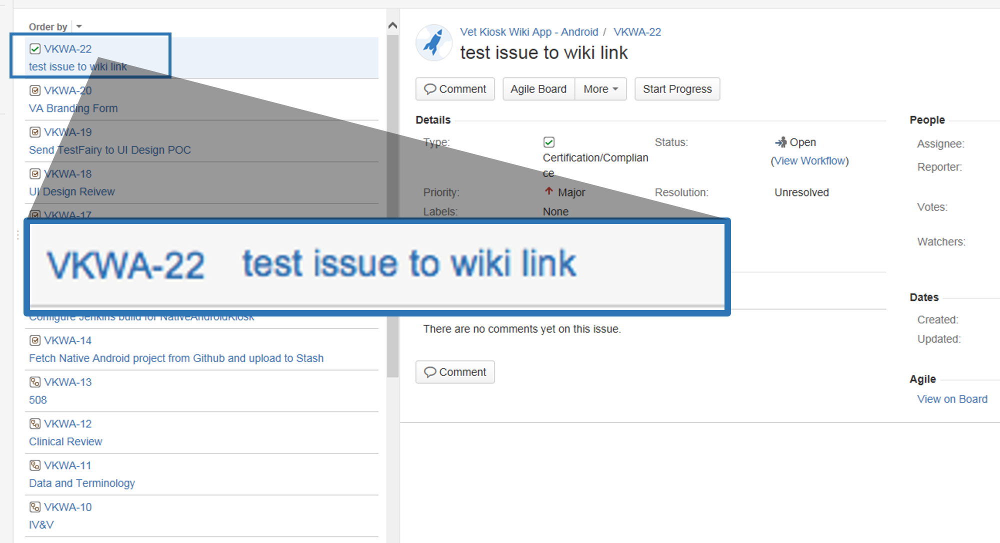 Order by
VKWA-22
test issue to wiki link
VKWA-20
VA Branding Form
VKWA-19
Send TestFairy to UI Design POC
VKWA-18
UI Design Reivew
VKWA-17
VKWA-22 test issue to wiki link
Configure Jenkins build for NativeAndroidKiosk
VKWA-14
Fetch Native Android project from Github and upload to Stash
VKWA-13
508
VKWA-12
Clinical Review
VKWA-11
Data and Terminology
VKWA-10
IV&V
Vet Kiosk Wiki App - Android / VKWA-22
test issue to wiki link
Comment Agile Board More Start Progress
Details
Type: Status: Open
Certification/Complian (View Workflow)
ce
Priority: Major Resolution: Unresolved
Labels: None
There are no comments yet on this issue.
Comment
People
Assignee:
Reporter:
Votes:
Watchers:
Dates
Created:
Updated:
Agile
View on Board